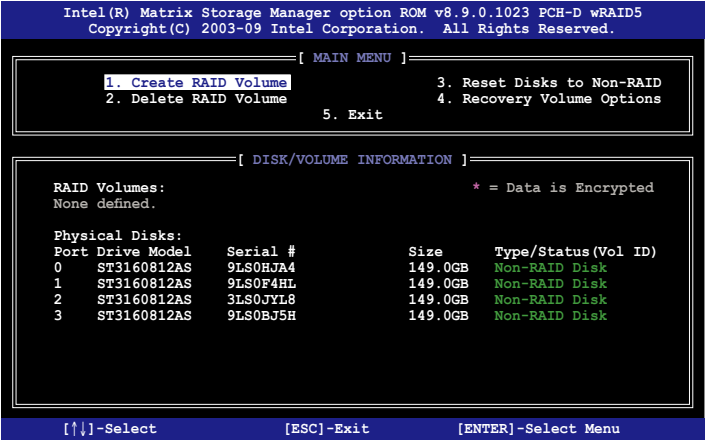 Intel(R) Matrix Storage Manager option ROM v8.9.0.1023 PCH-D wRAID5
Copyright(C) 2003-09 Intel Corporation. All Rights Reserved.
[ MAIN MENU ]
1. Create RAID Volume 3. Reset Disks to Non-RAID
2. Delete RAID Volume 4. Recovery Volume Options
5. Exit
[ DISK/VOLUME INFORMATION ]
RAID Volumes: * = Data is Encrypted
None defined.
Physical Disks:
Port Drive Model Serial # Size Type/Status(Vol ID)
0 ST3160812AS 9LS0HJA4 149.0GB Non-RAID Disk
1 ST3160812AS 9LS0F4HL 149.0GB Non-RAID Disk
2 ST3160812AS 3LS0JYL8 149.0GB Non-RAID Disk
3 ST3160812AS 9LS0BJ5H 149.0GB Non-RAID Disk
[↑↓]-Select [ESC]-Exit [ENTER]-Select Menu